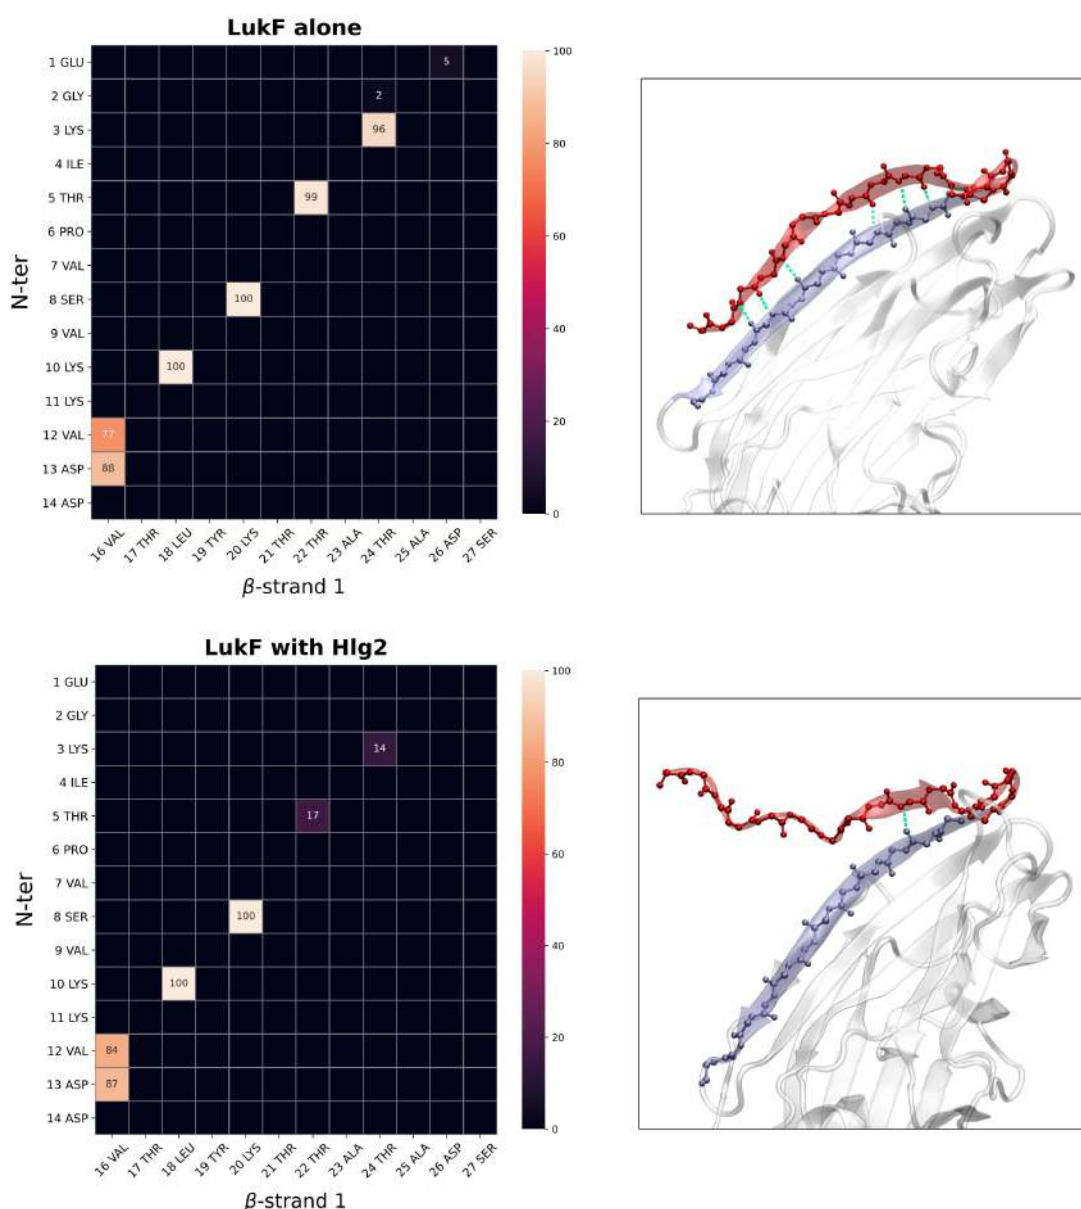 LukF alone
N-ter
1 GLU
2 GLY
3 LYS
4 ILE
5 THR
6 PRO
7 VAL
8 SER
9 VAL
10 LYS
11 LYS
12 VAL
13 ASP
14 ASP
5
2
96
99
100
100
77
88
100
80
60
40
20
0
16 VAL
17 THR
18 LEU
19 TYR
20 LYS
21 THR
22 THR
23 ALA
24 THR
25 ALA
26 ASP
27 SER
β-strand 1
LukF with Hlg2
N-ter
1 GLU
2 GLY
3 LYS
4 ILE
5 THR
6 PRO
7 VAL
8 SER
9 VAL
10 LYS
11 LYS
12 VAL
13 ASP
14 ASP
14
17
100
100
84
87
100
80
60
40
20
0
16 VAL
17 THR
18 LEU
19 TYR
20 LYS
21 THR
22 THR
23 ALA
24 THR
25 ALA
26 ASP
27 SER
β-strand 1